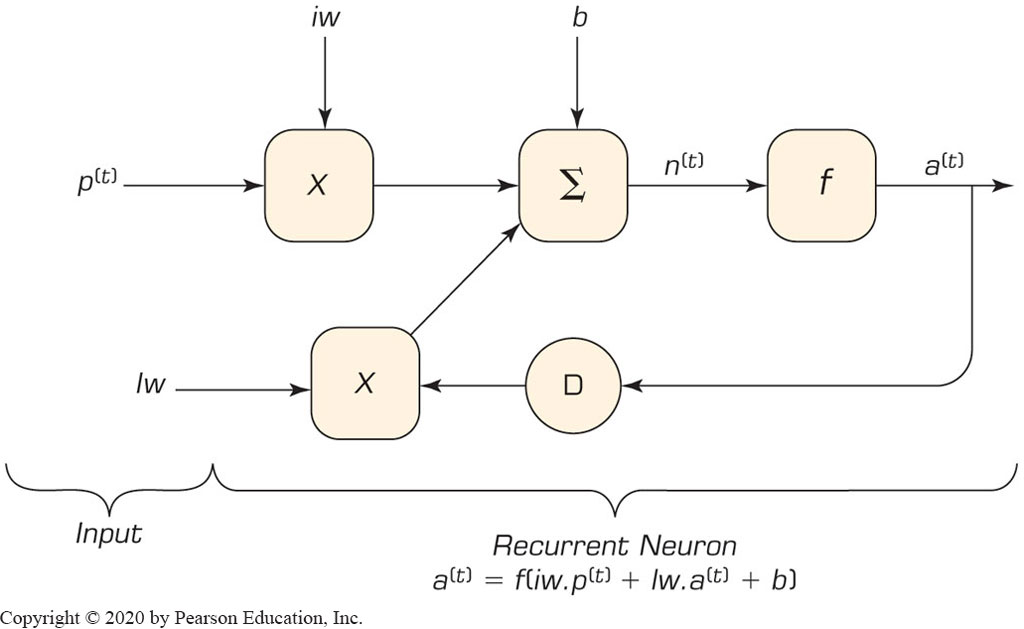 iw
b
p(t)
X
Σ
n(t)
f
a(t)
lw
X
D
Input
Recurrent Neuron
a(t) = f(iw.p(t) + lw.a(t) + b)
Copyright © 2020 by Pearson Education, Inc.